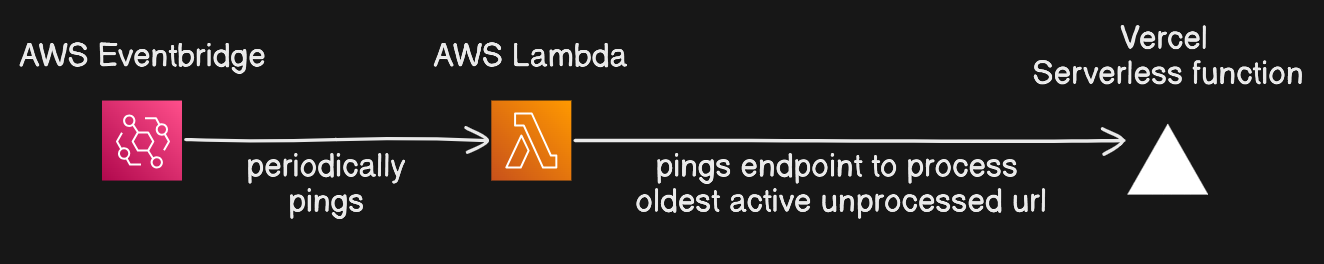 AWS Eventbridge
AWS Lambda
Vercel
Serverless function
periodically
pings
pings endpoint to process
oldest active unprocessed url